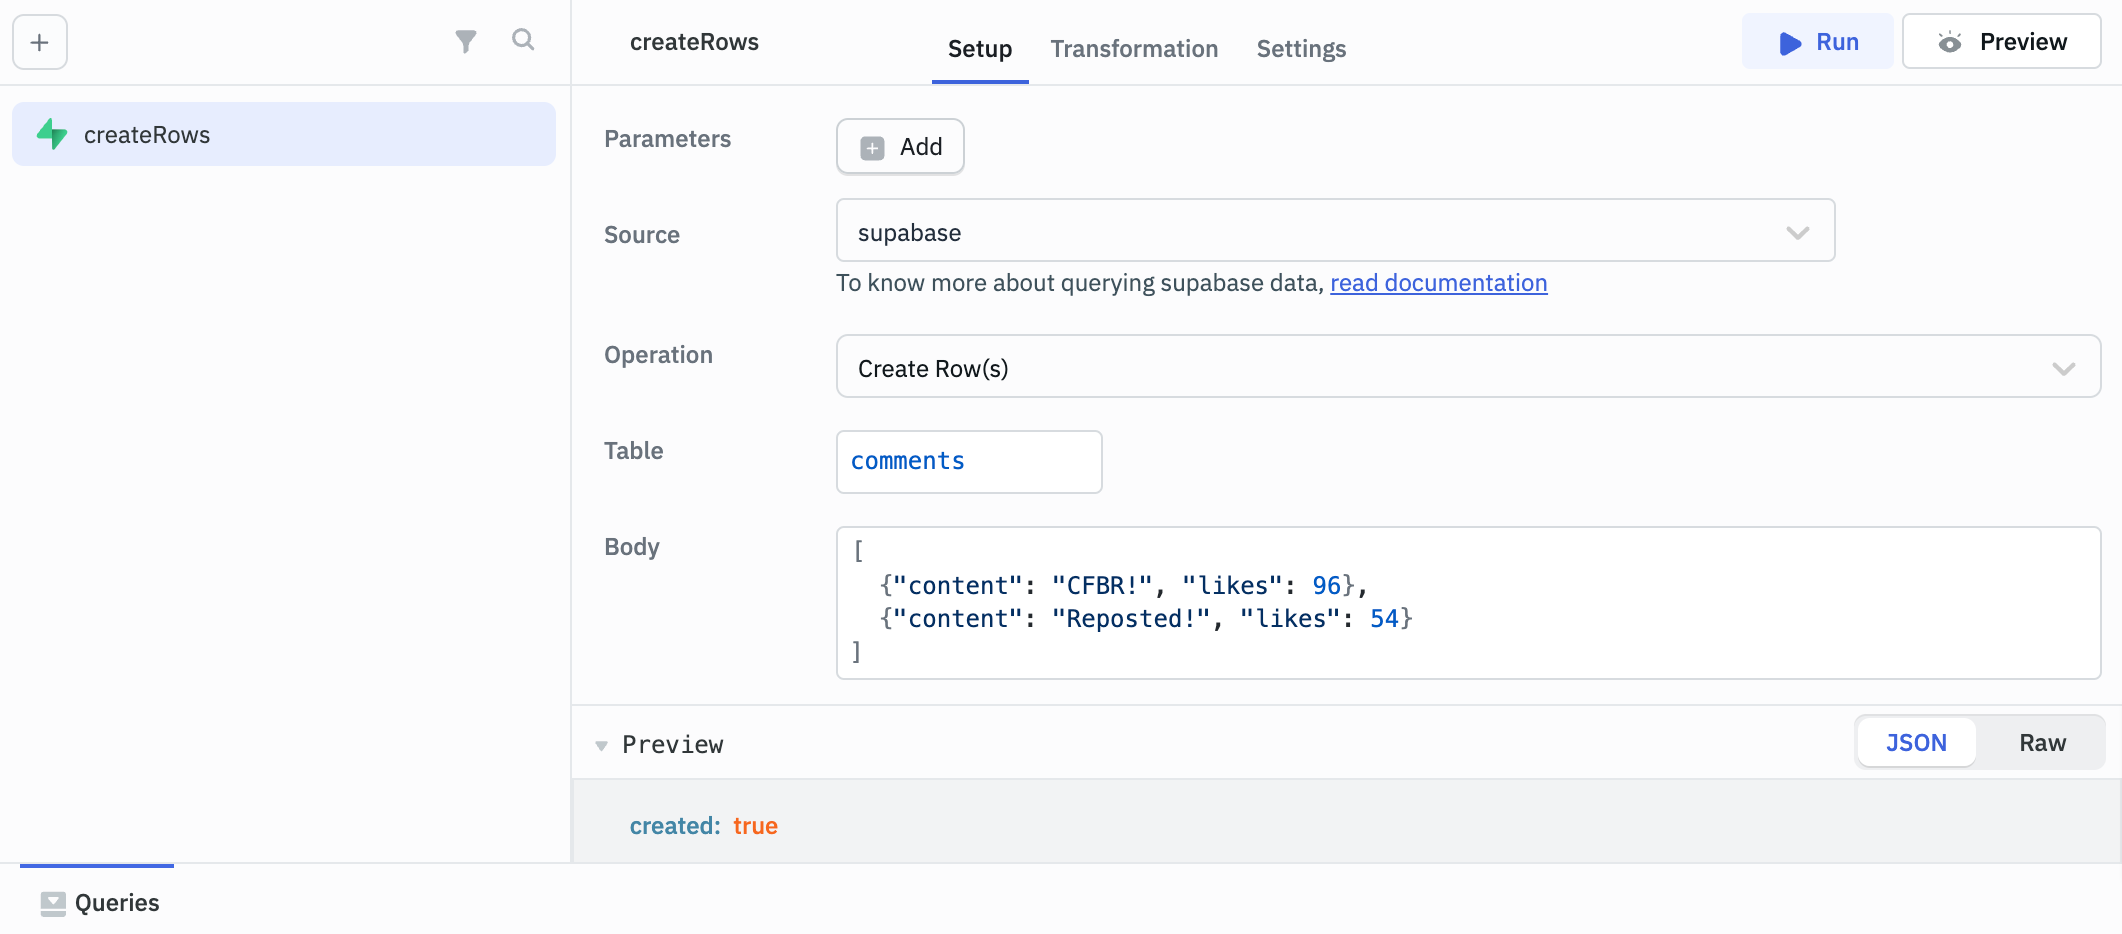 createRows
Setup Transformation Settings
Run Preview
createRows
Parameters
Add
Source
supabase
To know more about querying supabase data, read documentation
Operation
Create Row(s)
Table
comments
Body
[
  {"content": "CFBR!", "likes": 96},
  {"content": "Reposted!", "likes": 54}
]
Preview
JSON Raw
created: true
Queries